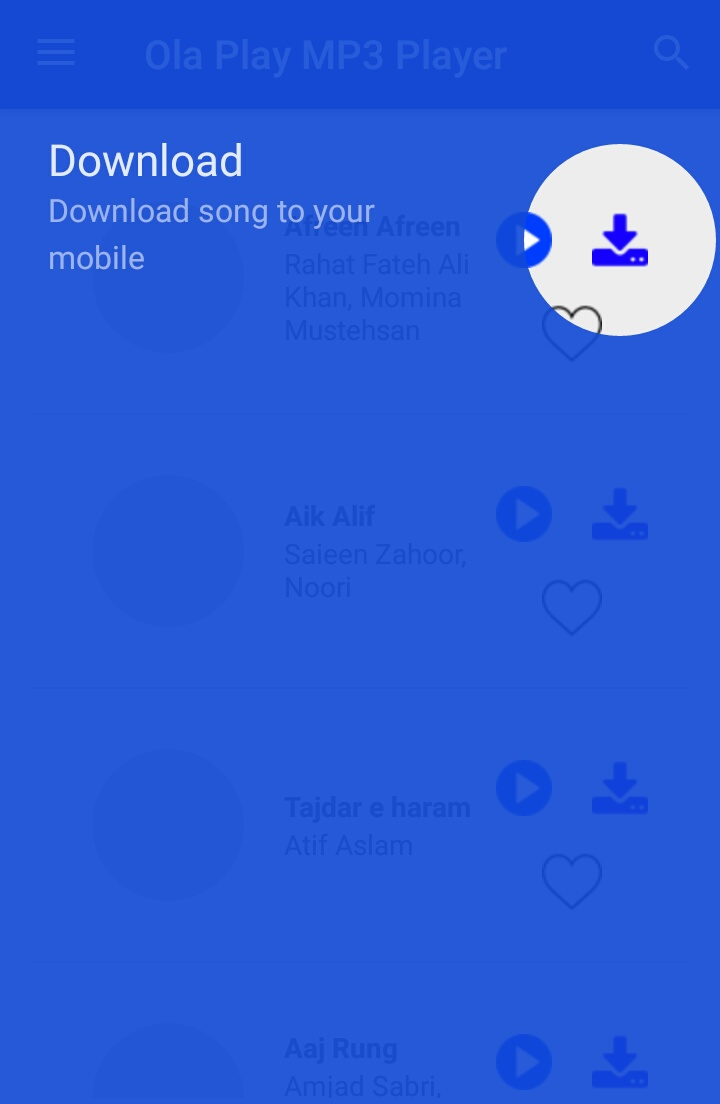 Ola Play MP3 Player
Download
Download song to your
mobile
Afreen Afreen
Rahat Fateh Ali
Khan, Momina
Mustehsan
Aik Alif
Saieen Zahoor,
Noori
Tajdar e haram
Atif Aslam
Aaj Rung
Amjad Sabri,